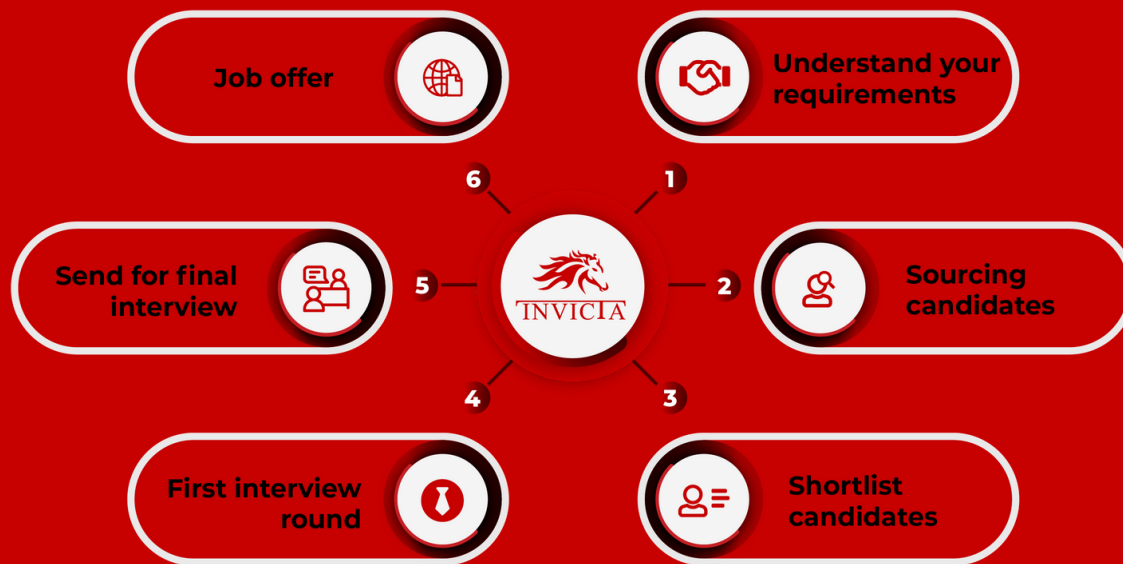 Job offer
Understand your
requirements
6
1
Send for final
interview
5
INVICTA
2
Sourcing
candidates
4
3
First interview
round
Shortlist
candidates